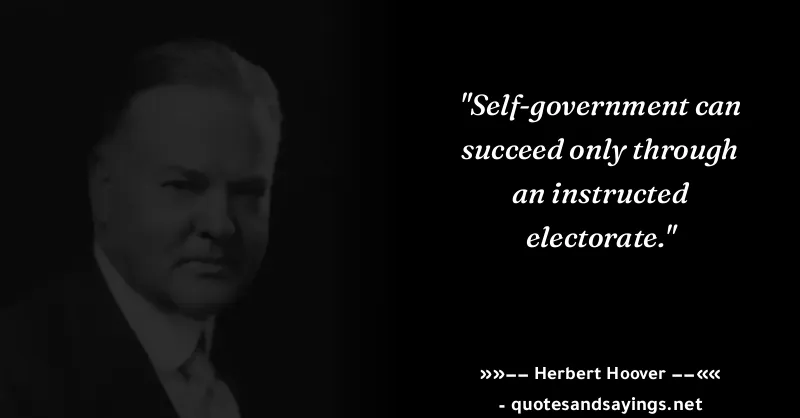 "Self-government can
succeed only through
an instructed
electorate."
»»−− Herbert Hoover −−««
- quotesandsayings.net